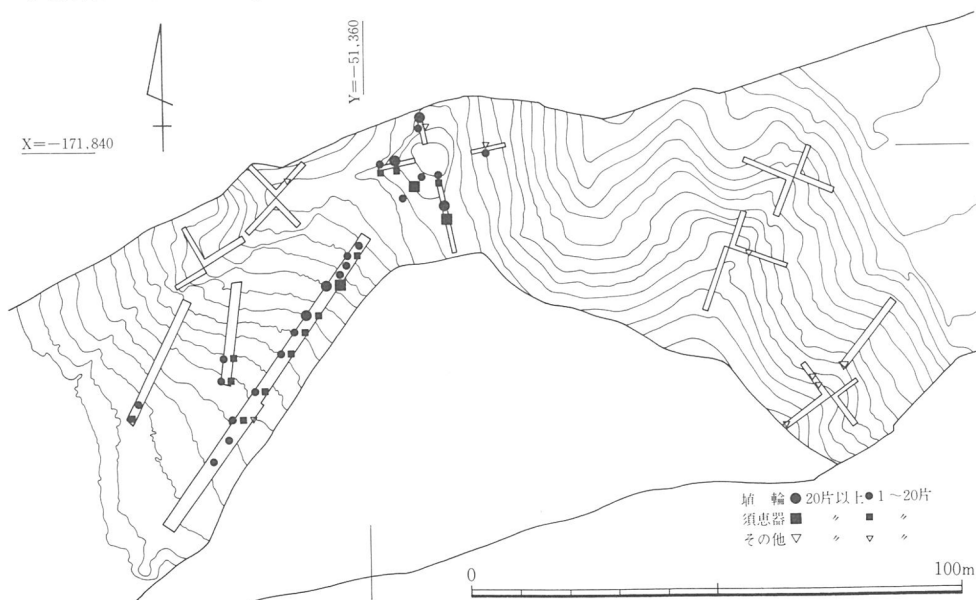 Y=−51.360
X=−171.840
埴 輪 ● 20片以上 ● 1〜20片
須恵器 ■ 〃 ■ 〃
その他 ▽ 〃 ▽ 〃
0 100m